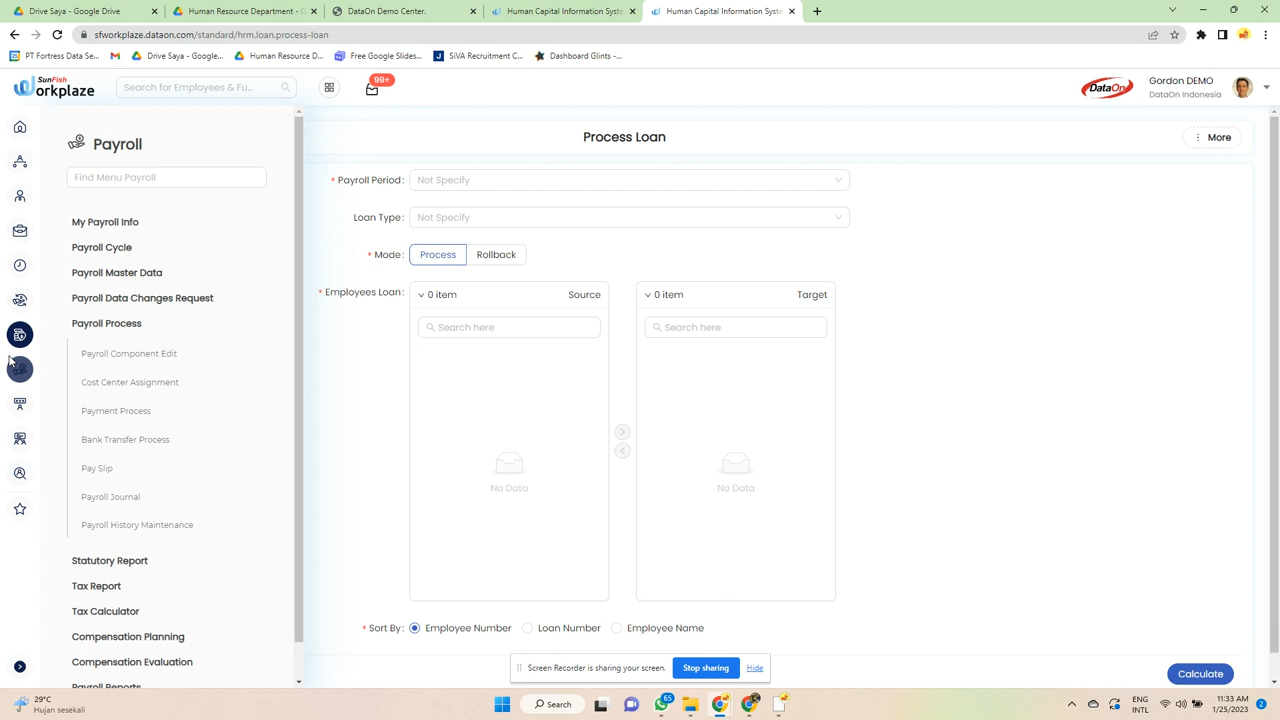 Drive Saya - Google...
Human Resource Department - G
DataOn Demo Center.
Human Capital Information Syste
Human Capital Information Syste
sfworkplaze.dataon.com/standard/hrm.loan.process-loan
PT Fortress Data Se...
Drive Saya - Google...
Human Resource D...
Free Google Slides...
SiVA Recruitment C...
Dashboard Glints -...
SunFish
Workplaze
Search for Employees & Fu...
99+
DataOn
Gordon DEMO
DataOn Indonesia
Payroll
Find Menu Payroll
My Payroll Info
Payroll Cycle
Payroll Master Data
Payroll Data Changes Request
Payroll Process
Payroll Component Edit
Cost Center Assignment
Payment Process
Bank Transfer Process
Pay Slip
Payroll Journal
Payroll History Maintenance
Statutory Report
Tax Report
Tax Calculator
Compensation Planning
Compensation Evaluation
Payroll Reports
Process Loan
More
* Payroll Period :
Not Specify
Loan Type :
Not Specify
* Mode :
Process
Rollback
* Employees Loan :
0 item
Source
Search here
No Data
0 item
Target
Search here
No Data
* Sort By :
Employee Number
Loan Number
Employee Name
Screen Recorder is sharing your screen.
Stop sharing
Hide
Calculate
29°C
Hujan sesekali
Search
65
ENG
INTL
11:33 AM
1/25/2023
2